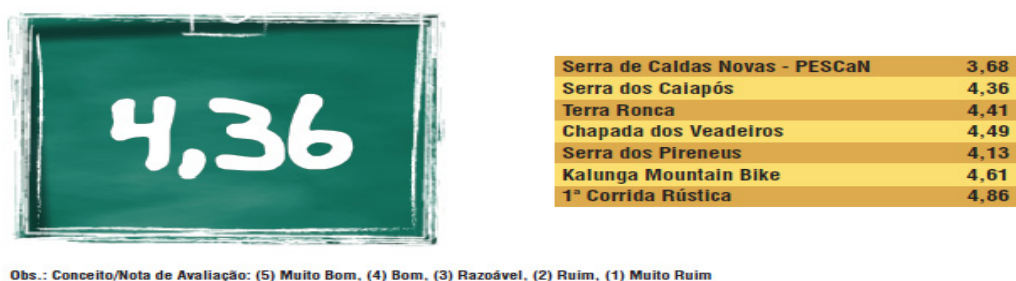 4,36
Serra de Caldas Novas - PESCaN 3,68
Serra dos Caiapós 4,36
Terra Ronca 4,41
Chapada dos Veadeiros 4,49
Serra dos Pireneus 4,13
Kalunga Mountain Bike 4,61
1ª Corrida Rústica 4,86
Obs.: Conceito/Nota de Avaliação: (5) Muito Bom, (4) Bom, (3) Razoável, (2) Ruim, (1) Muito Ruim